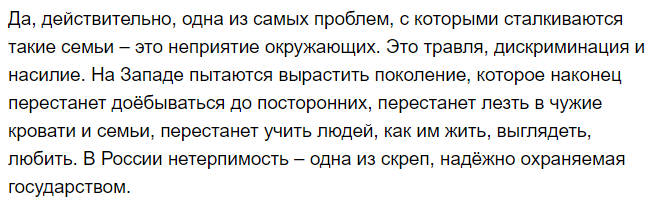 Да, действительно, одна из самых проблем, с которыми сталкиваются
такие семьи – это неприятие окружающих. Это травля, дискриминация и
насилие. На Западе пытаются вырастить поколение, которое наконец
перестанет доёбываться до посторонних, перестанет лезть в чужие
кровати и семьи, перестанет учить людей, как им жить, выглядеть,
любить. В России нетерпимость – одна из скреп, надёжно охраняемая
государством.